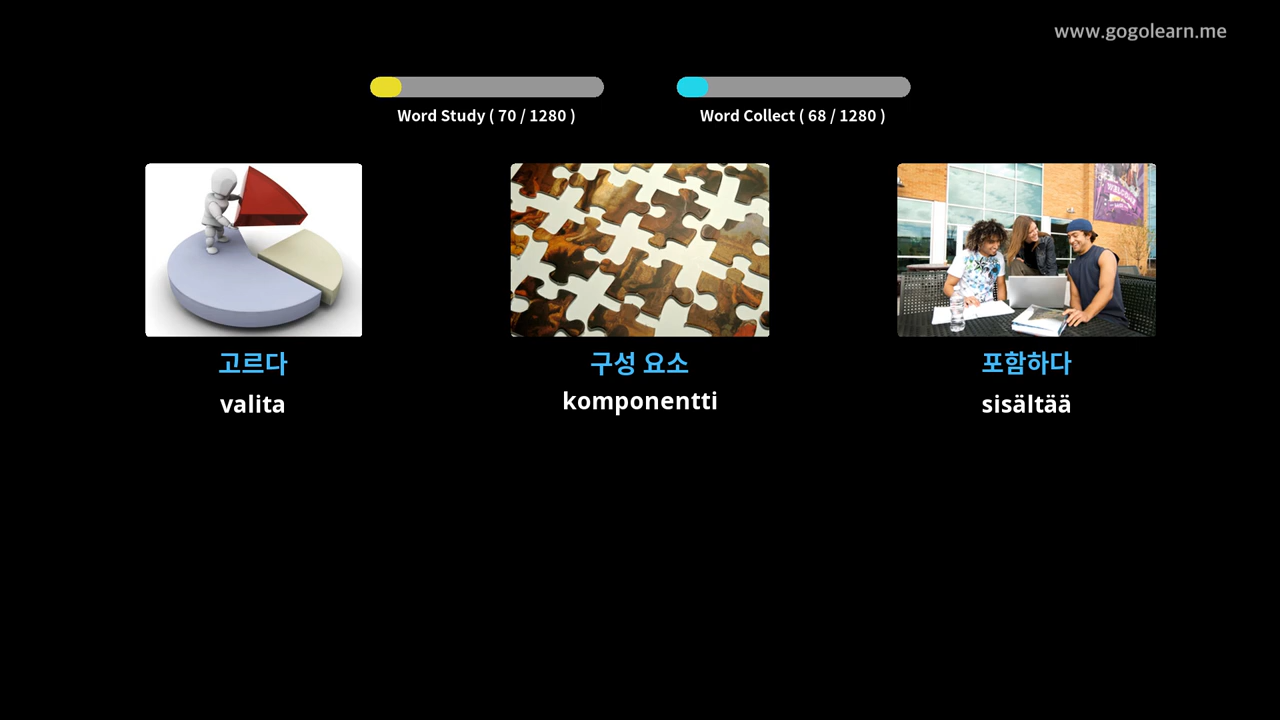 www.gogolearn.me
Word Study ( 70 / 1280 )
Word Collect ( 68 / 1280 )
고르다
구성 요소
포함하다
valita
komponentti
sisältää